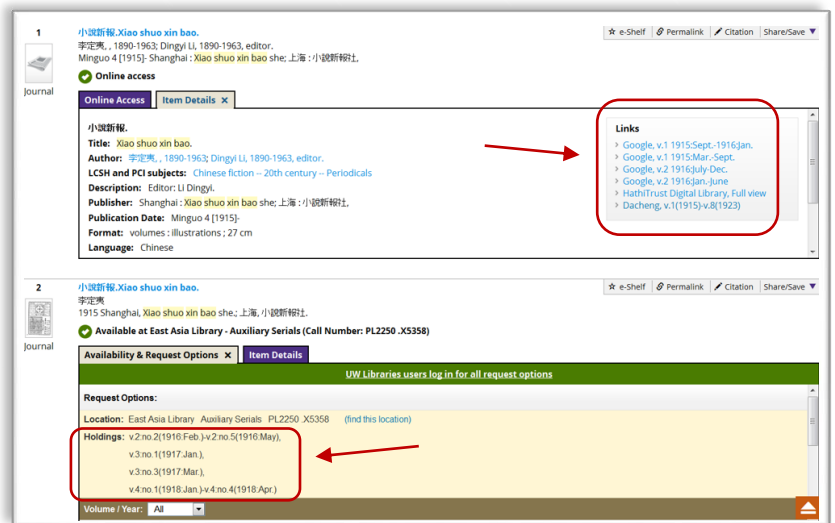 1
小說新報.Xiao shuo xin bao.
e-Shelf Permalink Citation Share/Save
李定夷, , 1890-1963; Dingyi Li, 1890-1963, editor.
Minguo 4 [1915]- Shanghai : Xiao shuo xin bao she; 上海 : 小說新報社,
Online access
Journal
Online Access Item Details X
小說新報.
Title: Xiao shuo xin bao.
Author: 李定夷, , 1890-1963; Dingyi Li, 1890-1963, editor.
LCSH and PCI subjects: Chinese fiction -- 20th century -- Periodicals
Description: Editor: Li Dingyi.
Publisher: Shanghai : Xiao shuo xin bao she; 上海 : 小說新報社,
Publication Date: Minguo 4 [1915]-
Format: volumes : illustrations ; 27 cm
Language: Chinese
Links
> Google, v.1 1915:Sept.-1916:Jan.
> Google, v.1 1915:Mar.-Sept.
> Google, v.2 1916:July-Dec.
> Google, v.2 1916:Jan.-June
> HathiTrust Digital Library, Full view
> Dacheng, v.1(1915)-v.8(1923)
2
小說新報.Xiao shuo xin bao.
e-Shelf Permalink Citation Share/Save
李定夷
1915 Shanghai, Xiao shuo xin bao she.; 上海, 小說新報社.
Available at East Asia Library - Auxiliary Serials (Call Number: PL2250 .X5358)
Journal
Availability & Request Options X Item Details
UW Libraries users log in for all request options
Request Options:
Location: East Asia Library Auxiliary Serials PL2250 .X5358 (find this location)
Holdings: v.2:no.2(1916:Feb.)-v.2:no.5(1916:May),
v.3:no.1(1917:Jan.),
v.3:no.3(1917:Mar.),
v.4:no.1(1918:Jan.)-v.4:no.4(1918:Apr.)
Volume / Year: All